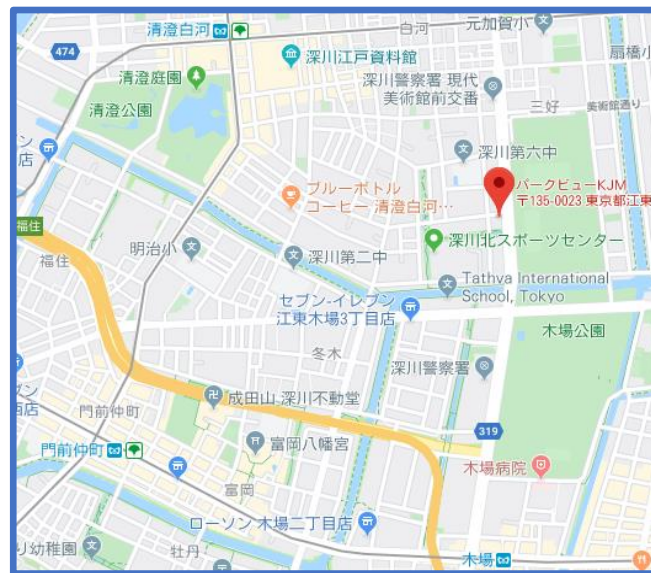 清澄白河
白河
元加賀小
474
深川江戸資料館
扇橋小
清澄庭園
深川警察署 現代
美術館前交番
清澄公園
三好
美術館通り
深川第六中
ブン
店
ブルーボトル
コーヒー 清澄白河…
パークビューKJM
〒135-0023 東京都江東
福住
深川北スポーツセンター
明治小
深川第二中
福住
Tathva International
School, Tokyo
セブン-イレブン
江東木場3丁目店
木場公園
冬木
深川警察署
成田山 深川不動堂
ブン
西店
門前仲町
319
門前仲町
富岡八幡宮
木場病院
富岡
ローソン 木場二丁目店
り幼稚園
牡丹
木場